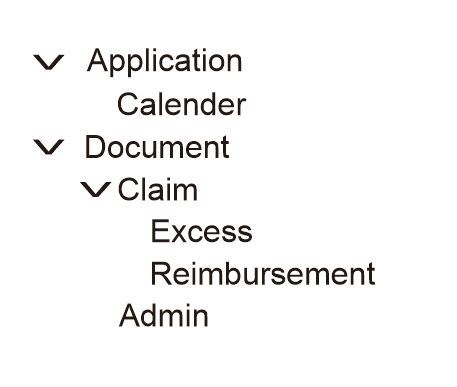 Application
Calender
Document
Claim
Excess
Reimbursement
Admin